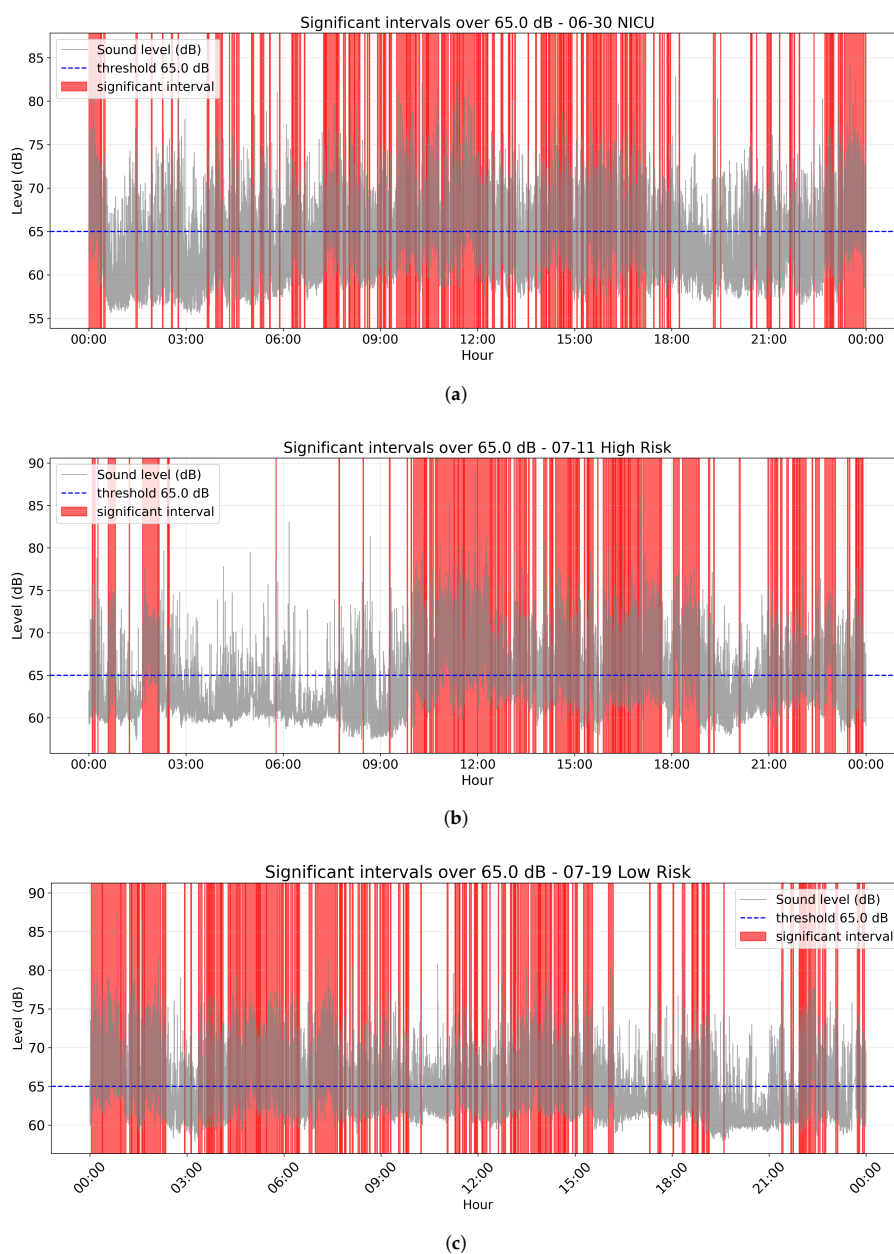 Significant intervals over 65.0 dB - 06-30 NICU
Sound level (dB)
threshold 65.0 dB
significant interval
Level (dB)
85
80
75
70
65
60
55
00:00 03:00 06:00 09:00 12:00 15:00 18:00 21:00 00:00
Hour
(a)
Significant intervals over 65.0 dB - 07-11 High Risk
Sound level (dB)
threshold 65.0 dB
significant interval
Level (dB)
90
85
80
75
70
65
60
00:00 03:00 06:00 09:00 12:00 15:00 18:00 21:00 00:00
Hour
(b)
Significant intervals over 65.0 dB - 07-19 Low Risk
Sound level (dB)
threshold 65.0 dB
significant interval
Level (dB)
90
85
80
75
70
65
60
00:00 03:00 06:00 09:00 12:00 15:00 18:00 21:00 00:00
Hour
(c)